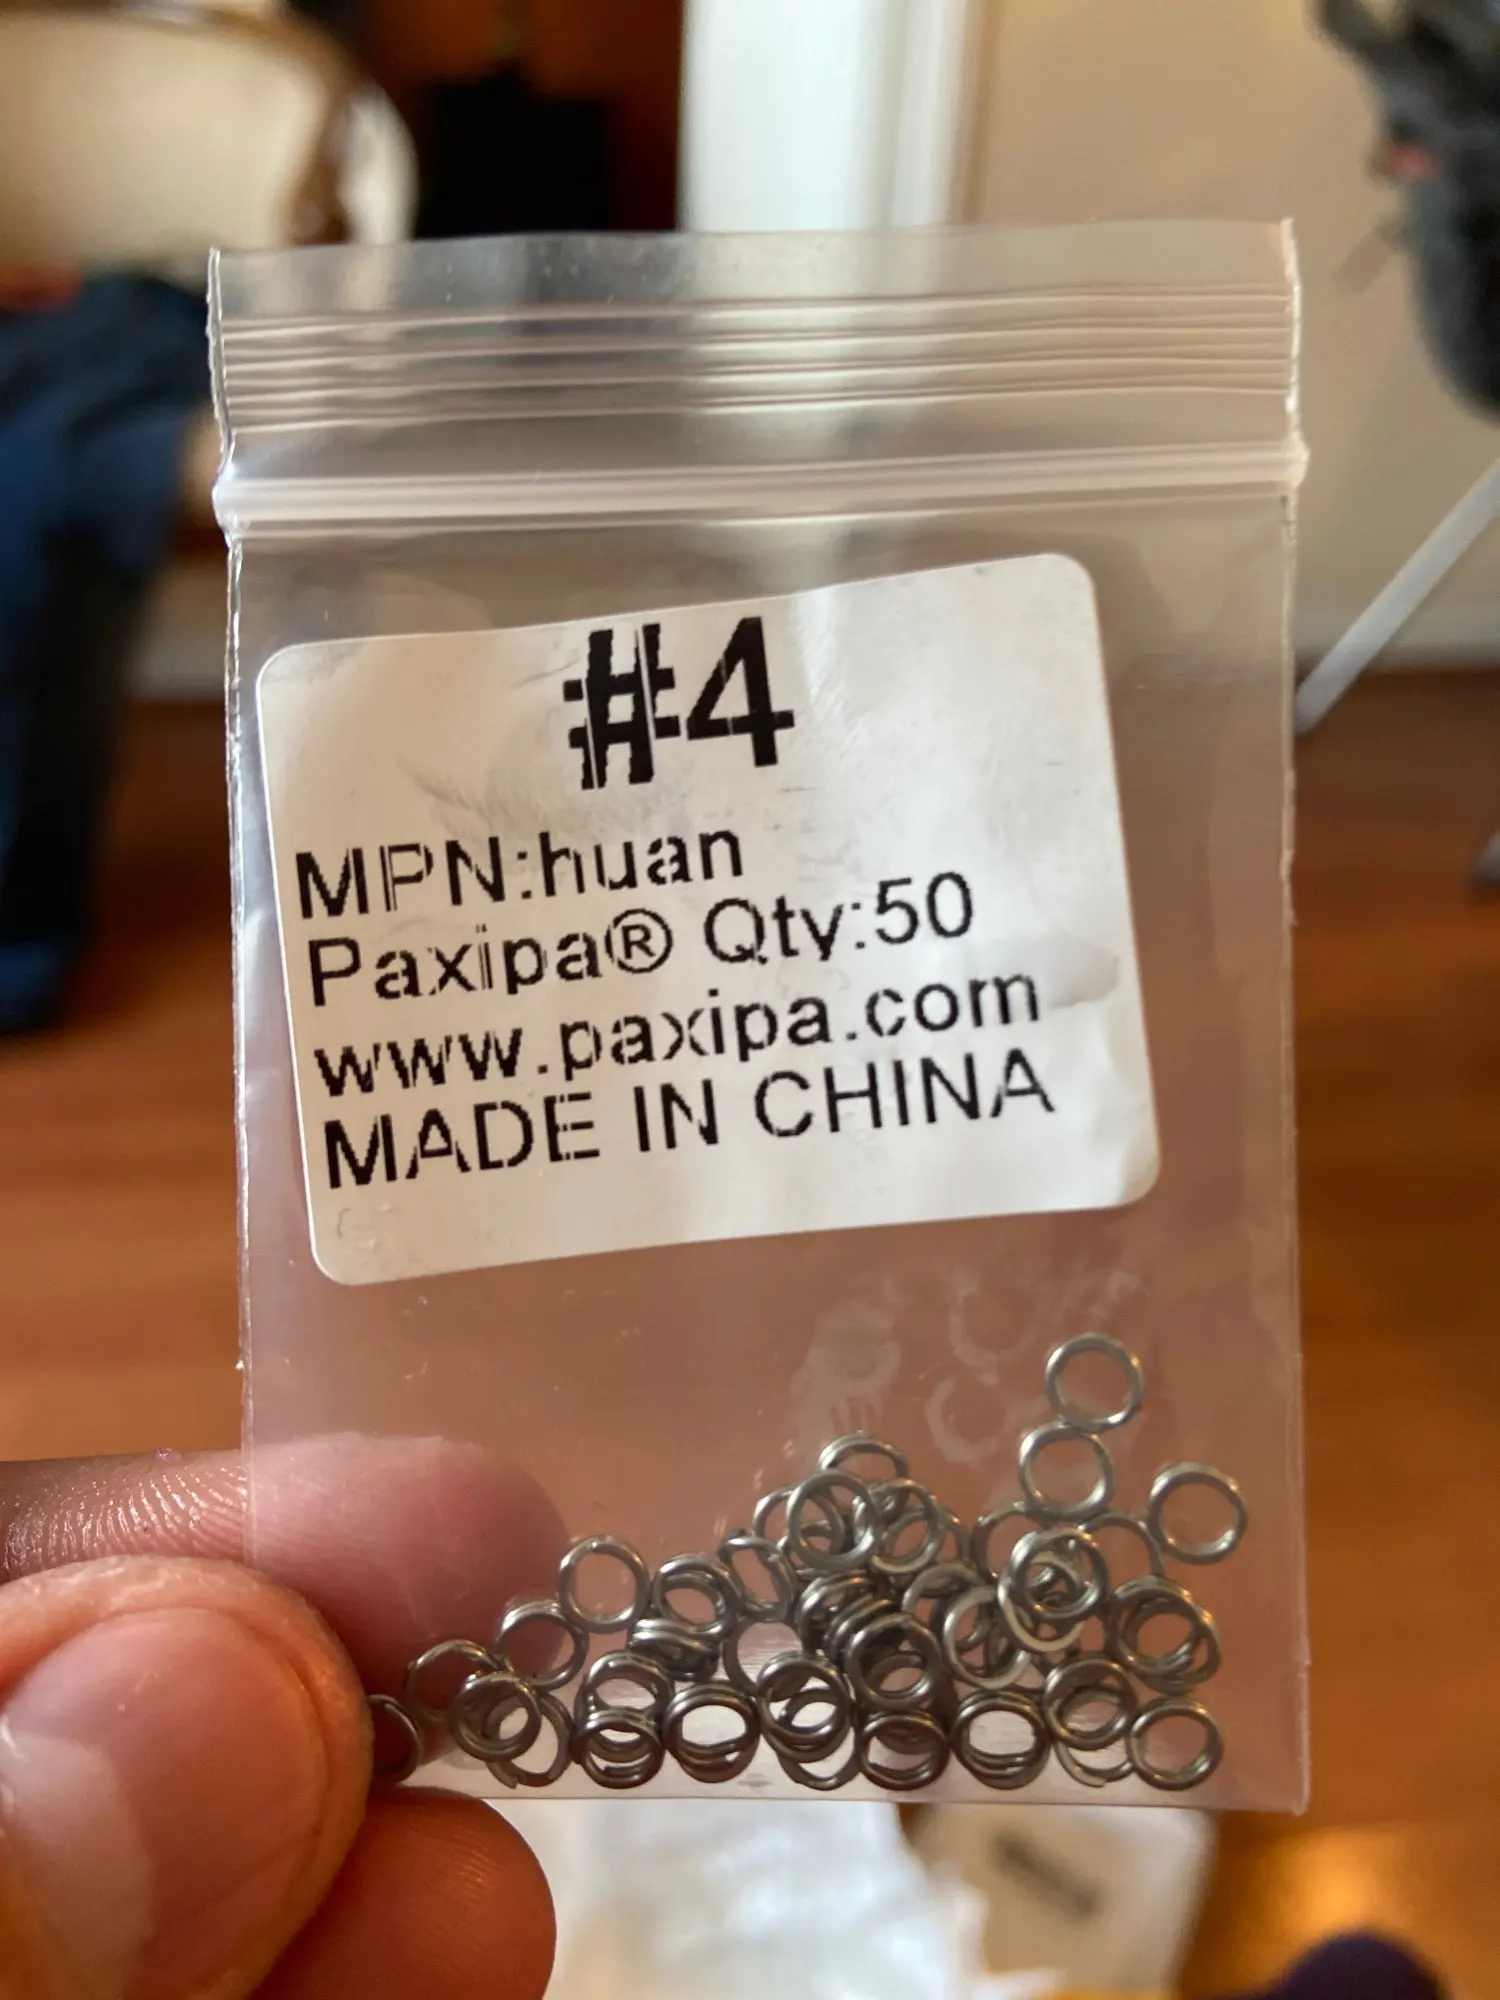 #4
MPN:huan
Paxipa® Qty:50
www.paxipa.com
MADE IN CHINA